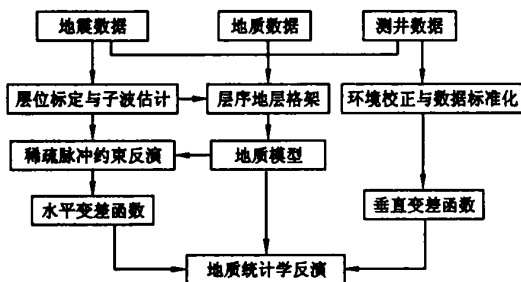 地震数据
地质数据
测井数据
层位标定与子波估计
层序地层格架
环境校正与数据标准化
稀疏脉冲约束反演
地质模型
水平变差函数
垂直变差函数
地质统计学反演